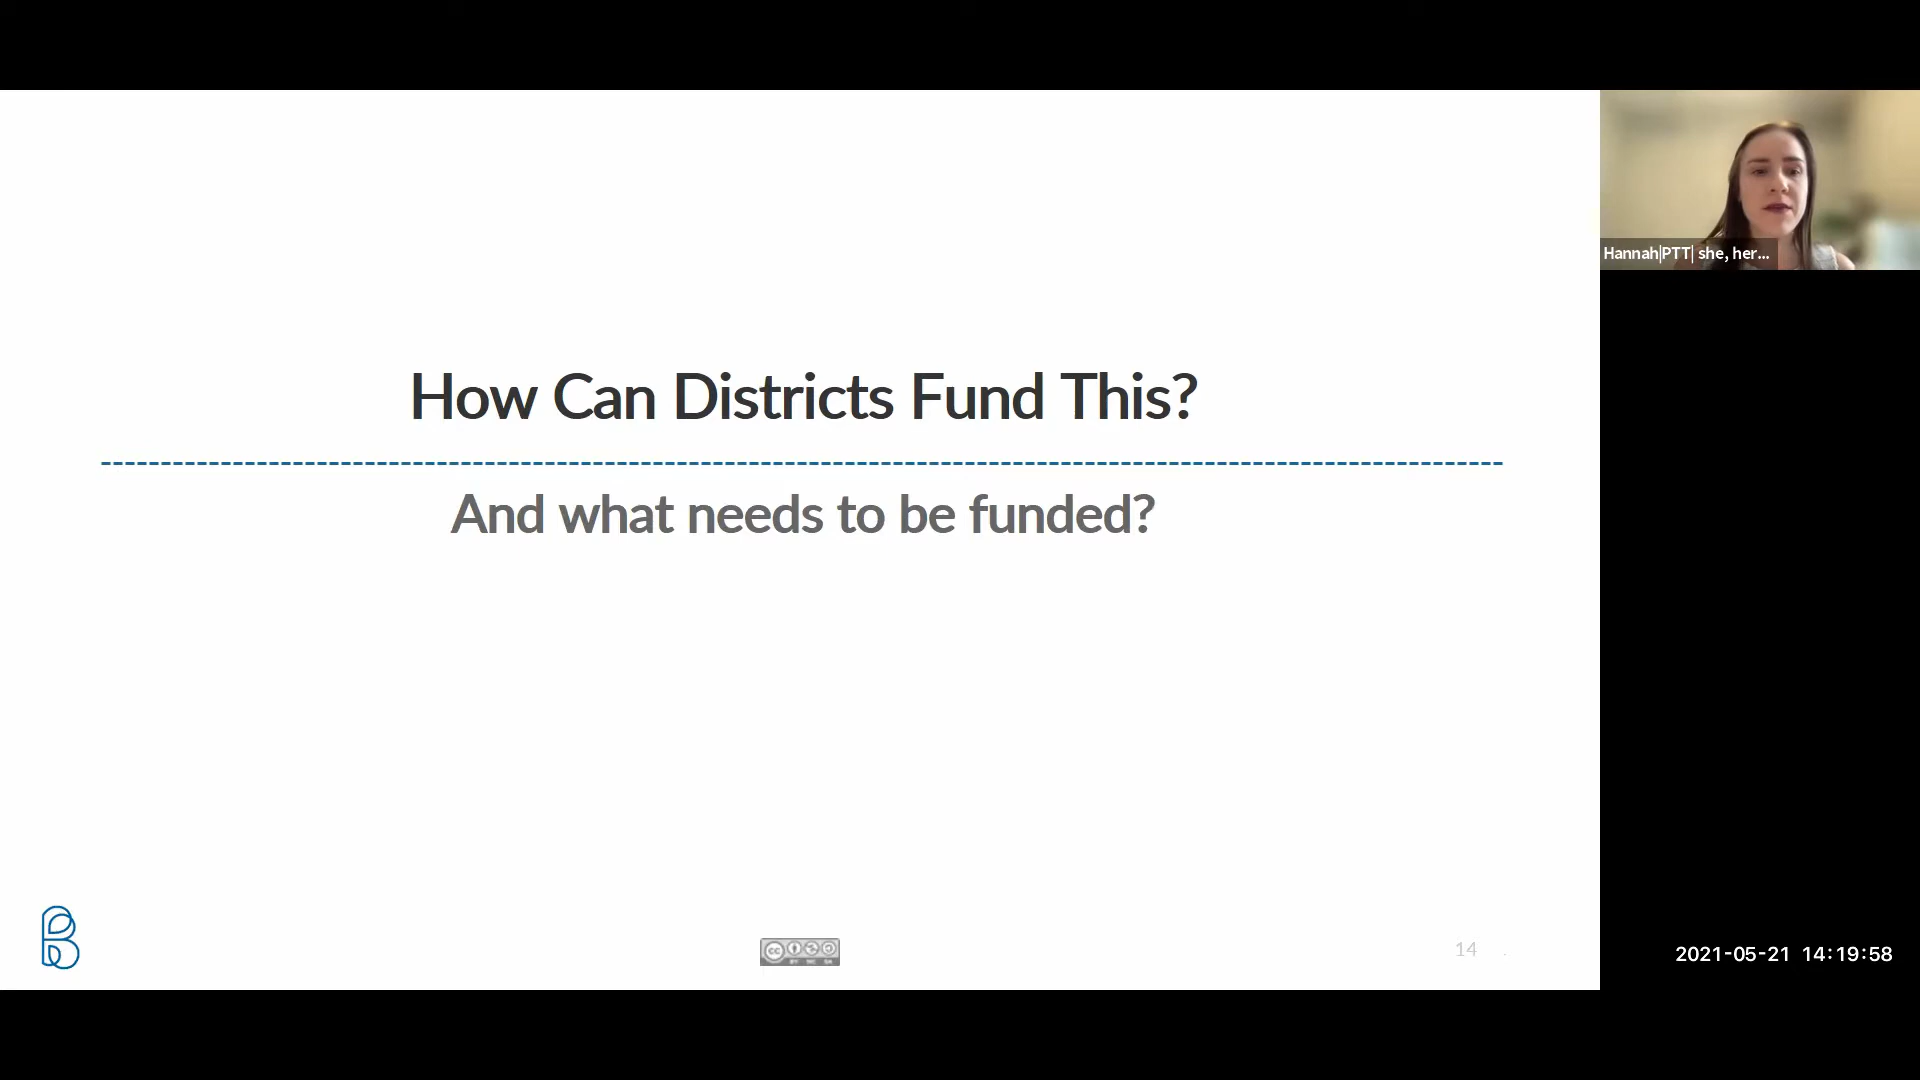 How Can Districts Fund This?
And what needs to be funded?
Hannah|PTT| she, her...
14
2021-05-21 14:19:58